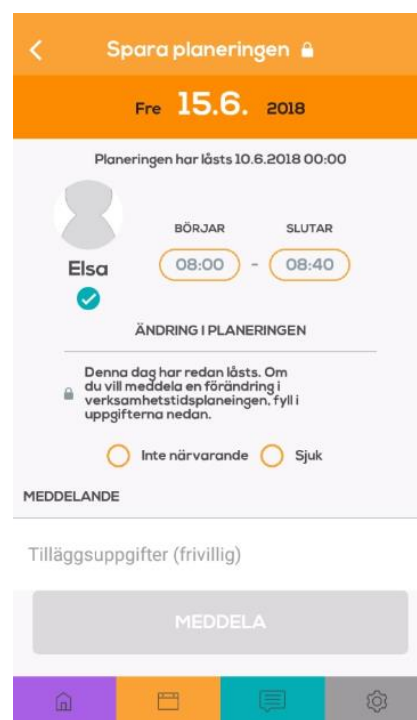 Spara planeringen
Fre 15.6. 2018
Planeringen har låsts 10.6.2018 00:00
BÖRJAR SLUTAR
08:00 - 08:40
Elsa
ÄNDRING I PLANERINGEN
Denna dag har redan låsts. Om
du vill meddela en förändring i
verksamhetstidsplaneingen, fyll i
uppgifterna nedan.
Inte närvarande Sjuk
MEDDELANDE
Tilläggsuppgifter (frivillig)
MEDDELA